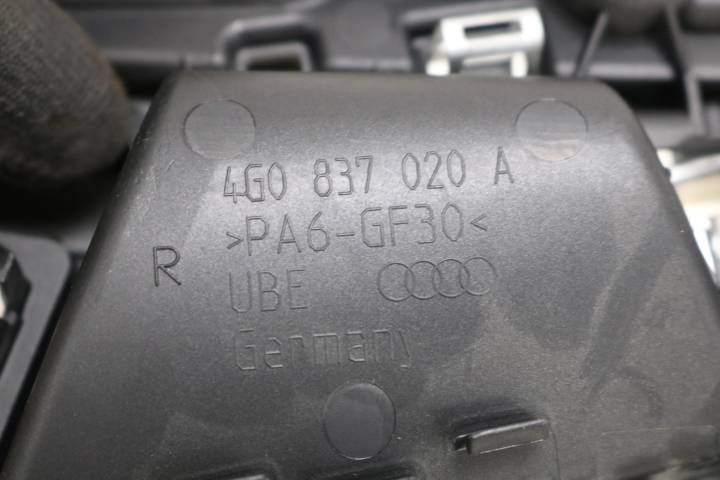 4G0 837 020 A
>PA6-GF30<
R
UBE
Germany